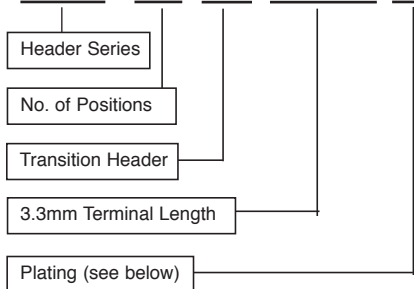 Header Series
No. of Positions
Transition Header
3.3mm Terminal Length
Plating (see below)